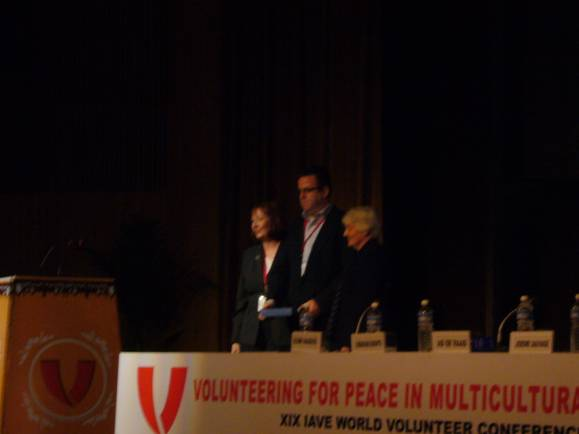 VOLUNTEERING FOR PEACE IN MULTICULTURA
XIX IAVE WORLD VOLUNTEER CONFERENC